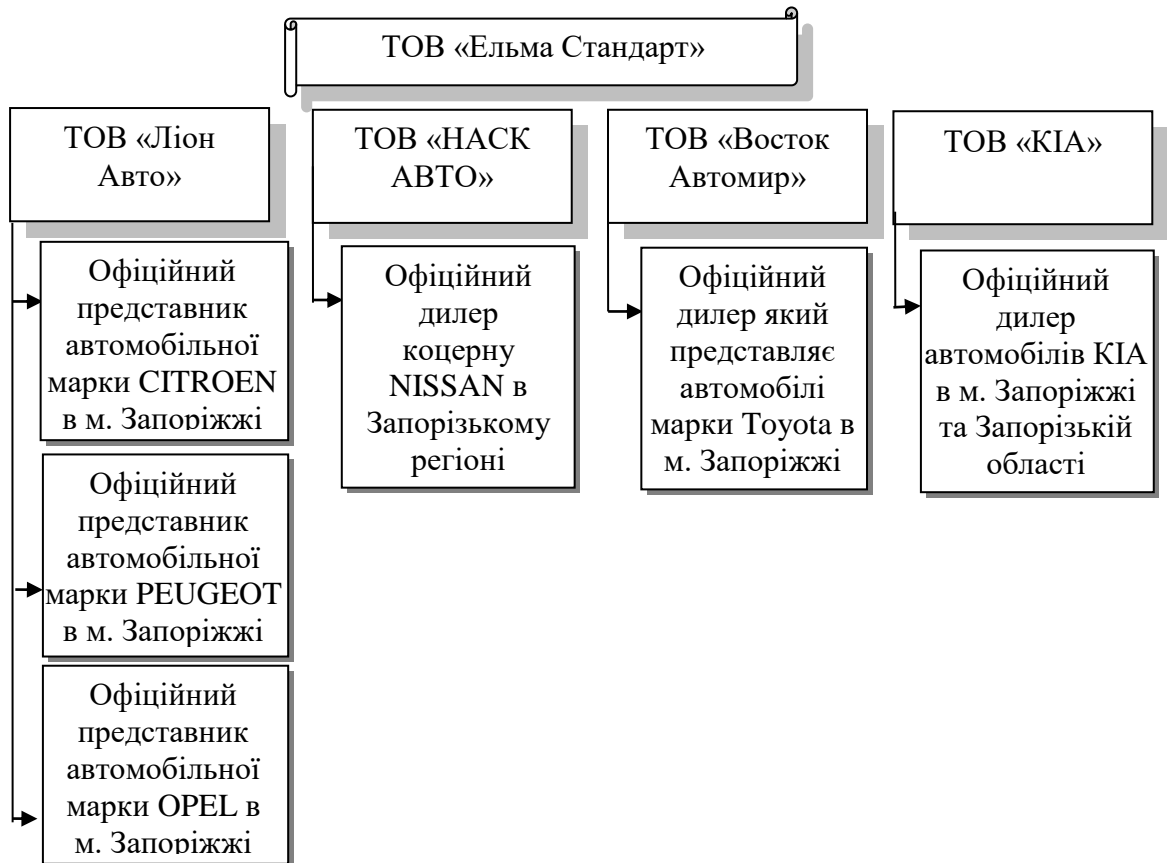 ТОВ «Ельма Стандарт»
ТОВ «Ліон
Авто»
ТОВ «НАСК
АВТО»
ТОВ «Восток
Автомир»
ТОВ «КІА»
Офіційний
представник
автомобільної
марки CITROEN
в м. Запоріжжі
Офіційний
представник
автомобільної
марки PEUGEOT
в м. Запоріжжі
Офіційний
представник
автомобільної
марки OPEL в
м. Запоріжжі
Офіційний
дилер
коцерну
NISSAN в
Запорізькому
регіоні
Офіційний
дилер який
представляє
автомобілі
марки Toyota в
м. Запоріжжі
Офіційний
дилер
автомобілів КІА
в м. Запоріжжі
та Запорізькій
області